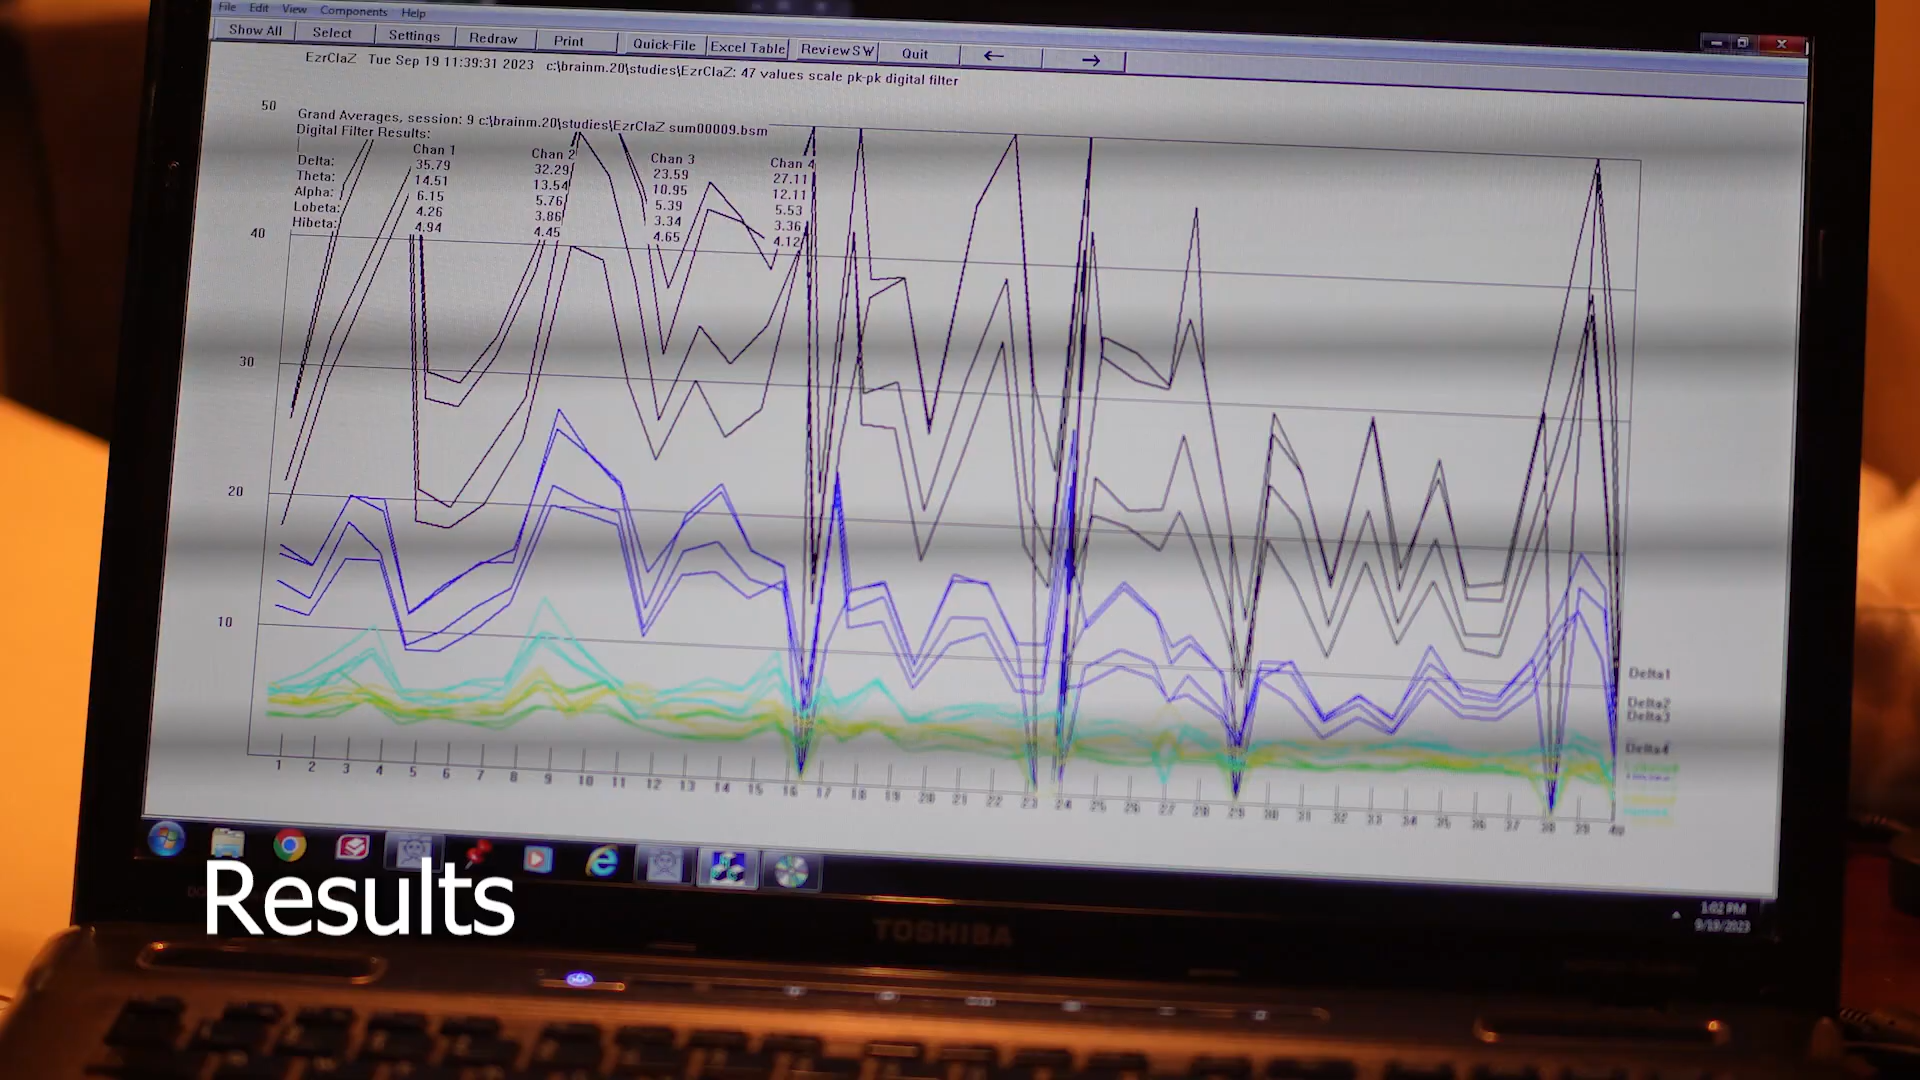 File Edit View Components Help
Show All Select Settings Redraw Print Quick-File Excel Table Review SW Quit ← →
EzrClaZ Tue Sep 19 11:39:31 2023 c:\brainm.20\studies\EzrClaZ: 47 values scale pk-pk digital filter
50
Grand Averages, session: 9 c:\brainm.20\studies\EzrClaZ sum00009.bsm
Digital Filter Results:
Chan 1 Chan 2 Chan 3 Chan 4
Delta: 35.79 32.29 23.59 27.11
Theta: 14.51 13.54 10.95 12.11
Alpha: 6.15 5.76 5.39 5.53
Lobeta: 4.26 3.86 3.34 3.36
Hibeta: 4.94 4.45 4.65 4.12
40
30
20
10
Delta1
Delta2
Delta3
Delta4
1 2 3 4 5 6 7 8 9 10 11 12 13 14 15 16 17 18 19 20 21 22 23 24 25 26 27 28 29 30 31 32 33 34 35 36 37 38 39 40
1:02 PM
9/19/2023
Results
TOSHIBA